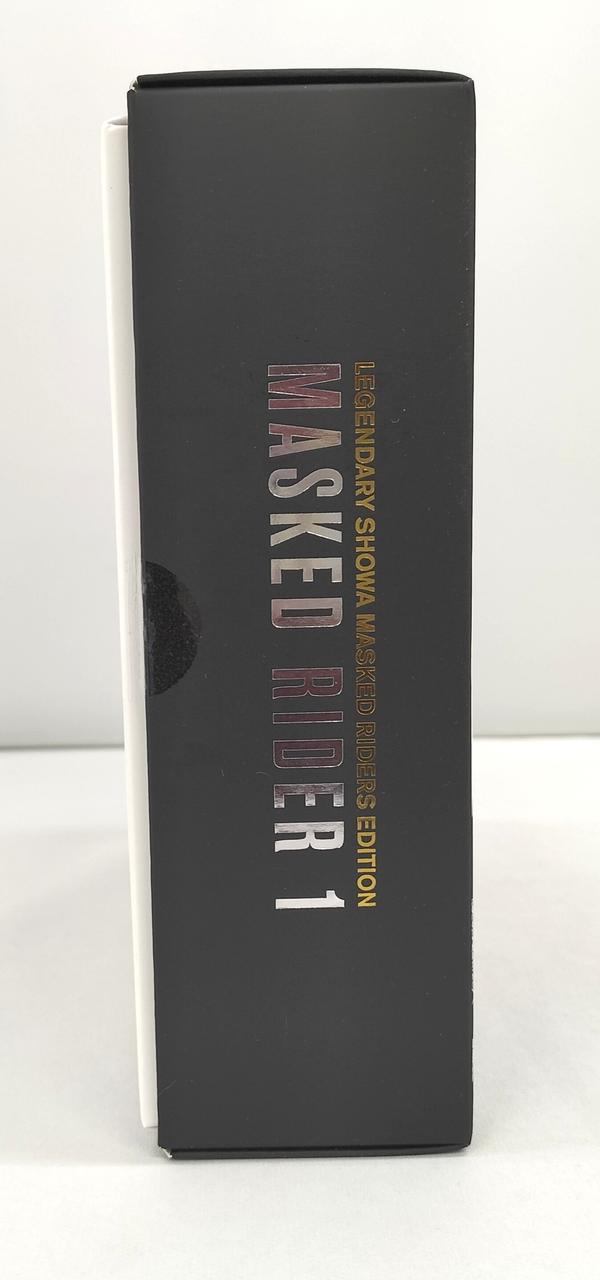 LEGENDARY SHOWA MASKED RIDERS EDITION
MASKED RIDER 1